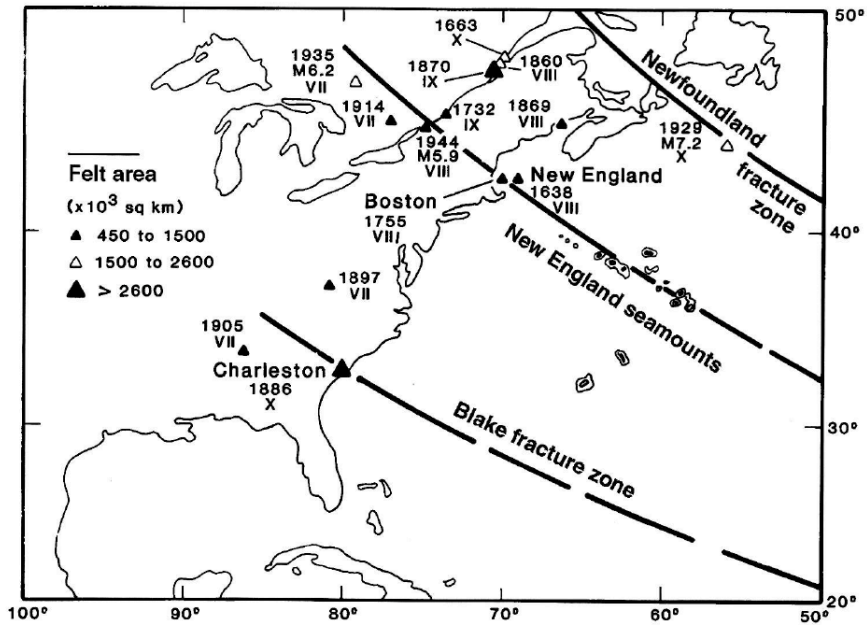 50°
1663
X
1935
M6.2
VII
1870
IX
1860
VIII
Newfoundland
fracture
zone
1914
VII
1732
IX
1869
VIII
1944
M5.9
VIII
1929
M7.2
X
Felt area
(x10³ sq km)
450 to 1500
1500 to 2600
> 2600
New England
Boston
1638
VIII
1755
VIII
40°
New England
seamounts
1897
VII
1905
VII
Charleston
1886
X
30°
Blake fracture zone
20°
100° 90° 80° 70° 60° 50°